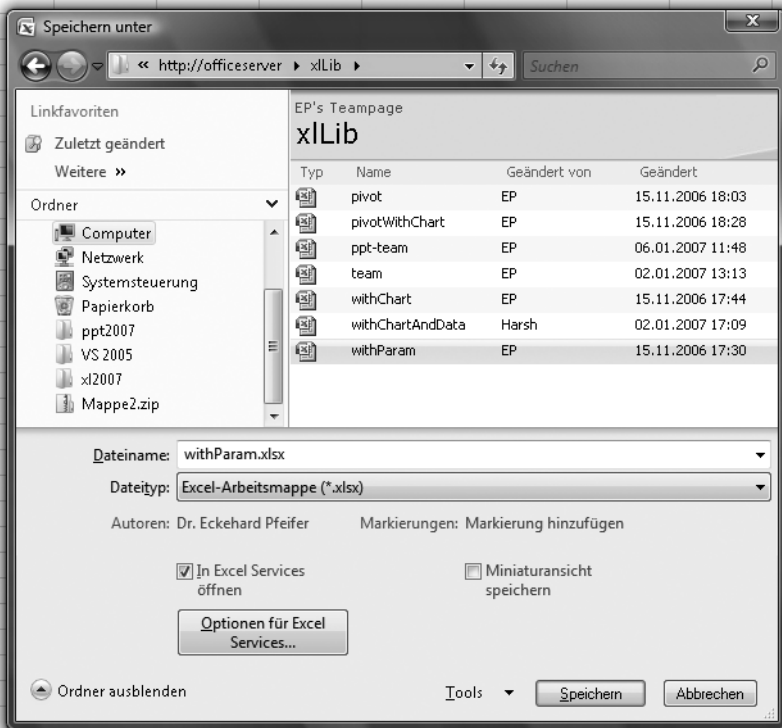 Speichern unter
« http://officeserver ▸ xlLib ▸
Suchen
Linkfavoriten
Zuletzt geändert
Weitere »
Ordner
Computer
Netzwerk
Systemsteuerung
Papierkorb
ppt2007
VS 2005
xl2007
Mappe2.zip
EP's Teampage
xlLib
Typ Name Geändert von Geändert
pivot EP 15.11.2006 18:03
pivotWithChart EP 15.11.2006 18:28
ppt-team EP 06.01.2007 11:48
team EP 02.01.2007 13:13
withChart EP 15.11.2006 17:44
withChartAndData Harsh 02.01.2007 17:09
withParam EP 15.11.2006 17:30
Dateiname: withParam.xlsx
Dateityp: Excel-Arbeitsmappe (*.xlsx)
Autoren: Dr. Eckehard Pfeifer Markierungen: Markierung hinzufügen
In Excel Services
öffnen
Miniaturansicht
speichern
Optionen für Excel
Services...
Ordner ausblenden
Tools
Speichern
Abbrechen